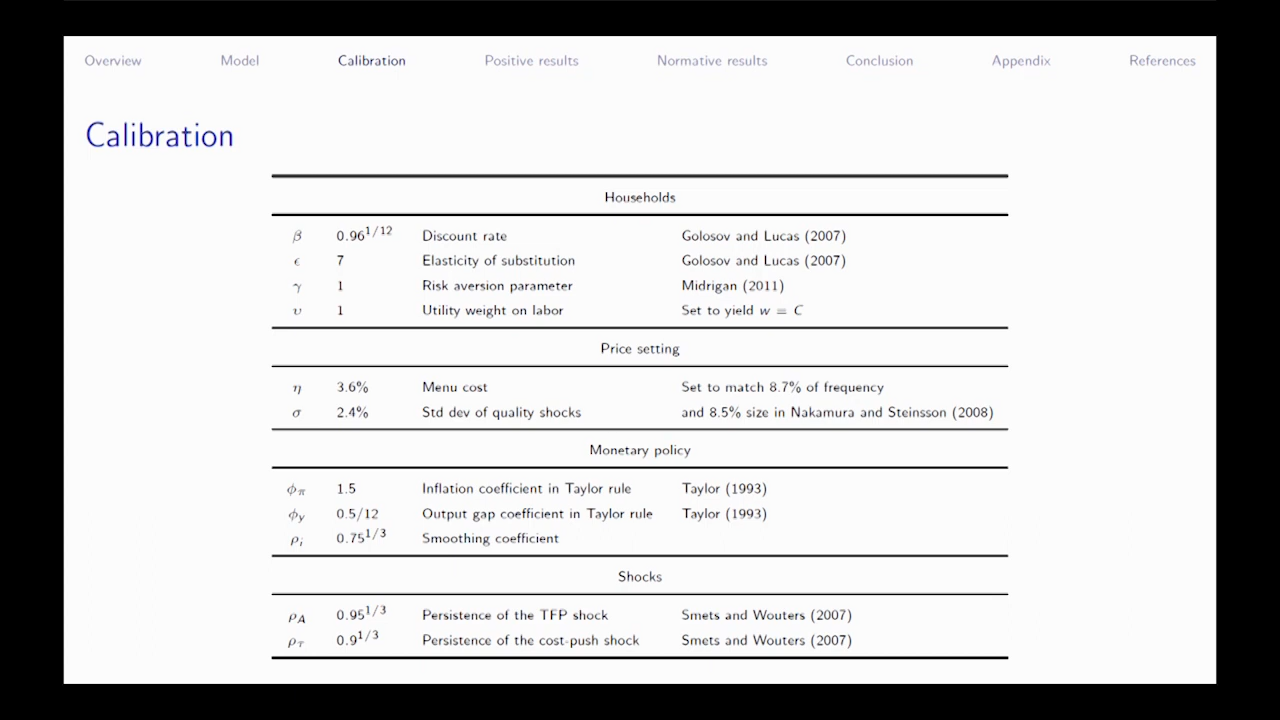 Overview Model Calibration Positive results Normative results Conclusion Appendix References
Calibration
Households
β 0.96^1/12 Discount rate Golosov and Lucas (2007)
ϵ 7 Elasticity of substitution Golosov and Lucas (2007)
γ 1 Risk aversion parameter Midrigan (2011)
υ 1 Utility weight on labor Set to yield w = C
Price setting
η 3.6% Menu cost Set to match 8.7% of frequency
σ 2.4% Std dev of quality shocks and 8.5% size in Nakamura and Steinsson (2008)
Monetary policy
ϕπ 1.5 Inflation coefficient in Taylor rule Taylor (1993)
ϕy 0.5/12 Output gap coefficient in Taylor rule Taylor (1993)
ρi 0.75^1/3 Smoothing coefficient
Shocks
ρA 0.95^1/3 Persistence of the TFP shock Smets and Wouters (2007)
ρτ 0.9^1/3 Persistence of the cost-push shock Smets and Wouters (2007)